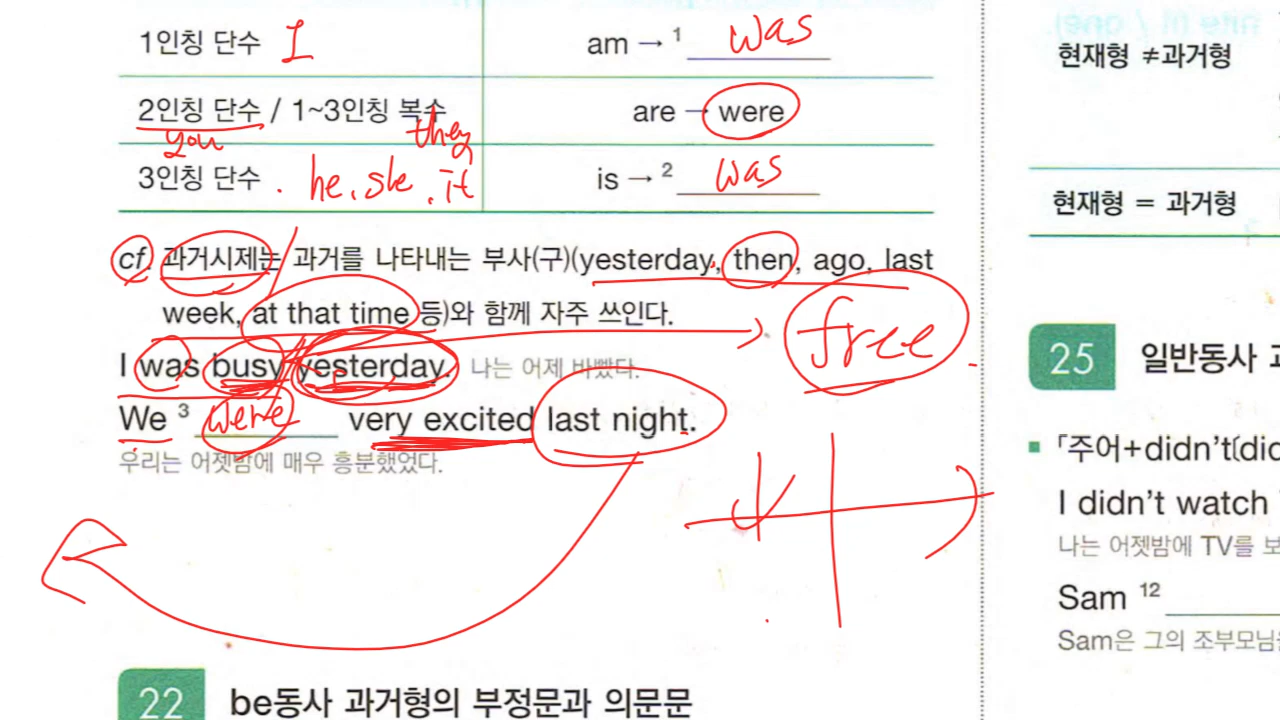 1인칭 단수 I am → 1 was
2인칭 단수 / 1~3인칭 복수 are → were
you they
3인칭 단수 . he, she, it is → 2 was
cf. 과거시제는 과거를 나타내는 부사(구)(yesterday, then, ago, last
week, at that time 등)와 함께 자주 쓰인다.
free
I was busy yesterday. 나는 어제 바빴다.
We 3 were very excited last night.
우리는 어젯밤에 매우 흥분했었다.
22 be동사 과거형의 부정문과 의문문
현재형 ≠과거형
현재형 = 과거형
25 일반동사
「주어+didn't(did
I didn't watch
나는 어젯밤에 TV를 보
Sam 12
Sam은 그의 조부모님